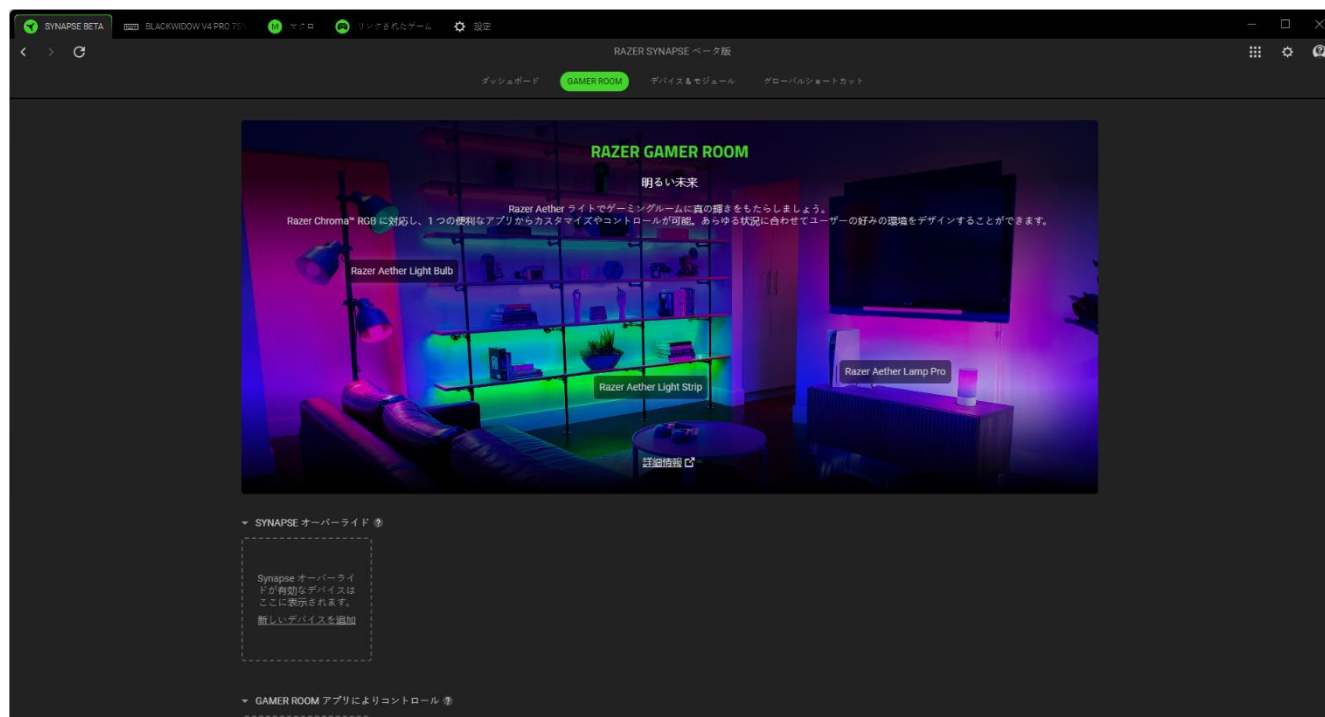 SYNAPSE BETA
BLACKWIDOW V4 PRO 75%
マクロ
リンクされたゲーム
設定
RAZER SYNAPSE ベータ版
ダッシュボード
GAMER ROOM
デバイス＆モジュール
グローバルショートカット
RAZER GAMER ROOM
明るい未来
Razer Aether ライトでゲーミングルームに真の輝きをもたらしましょう。
Razer Chroma™ RGB に対応し、1 つの便利なアプリからカスタマイズやコントロールが可能。あらゆる状況に合わせてユーザーの好みの環境をデザインすることができます。
Razer Aether Light Bulb
Razer Aether Lamp Pro
Razer Aether Light Strip
詳細情報
SYNAPSE オーバーライド
Synapse オーバーライ
ドが有効なデバイスは
ここに表示されます。
新しいデバイスを追加
GAMER ROOM アプリによりコントロール